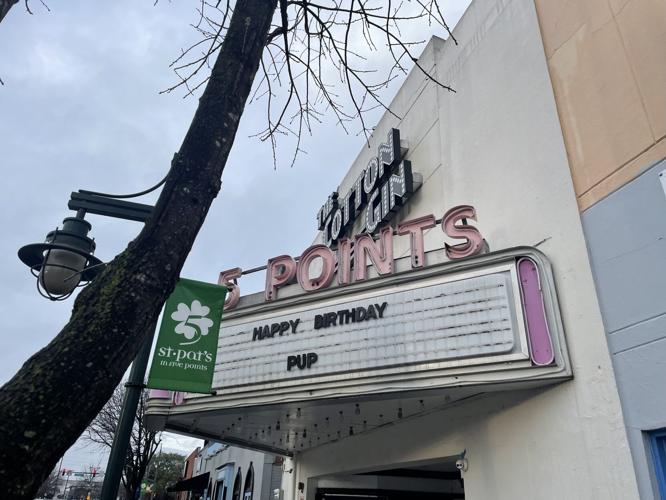 THE
COTTON
GIN
5 POINTS
HAPPY BIRTHDAY
PUP
st·pat's
in five points